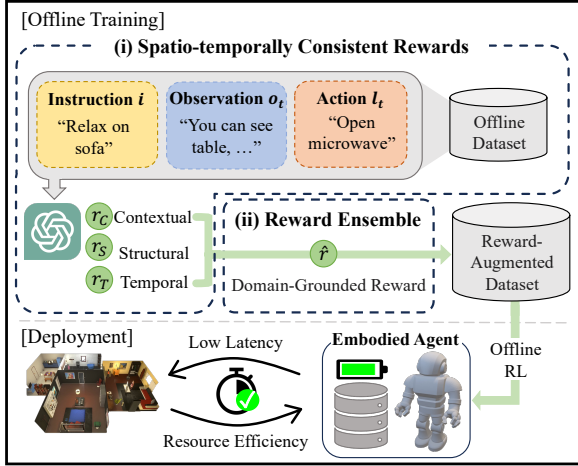 [Offline Training]
(i) Spatio-temporally Consistent Rewards
Instruction i
“Relax on
sofa”
Observation o_t
“You can see
table, …”
Action l_t
“Open
microwave”
Offline
Dataset
r_C Contextual
r_S Structural
r_T Temporal
(ii) Reward Ensemble
r̂
Domain-Grounded Reward
Reward-
Augmented
Dataset
[Deployment]
Low Latency
Resource Efficiency
Embodied Agent
Offline
RL